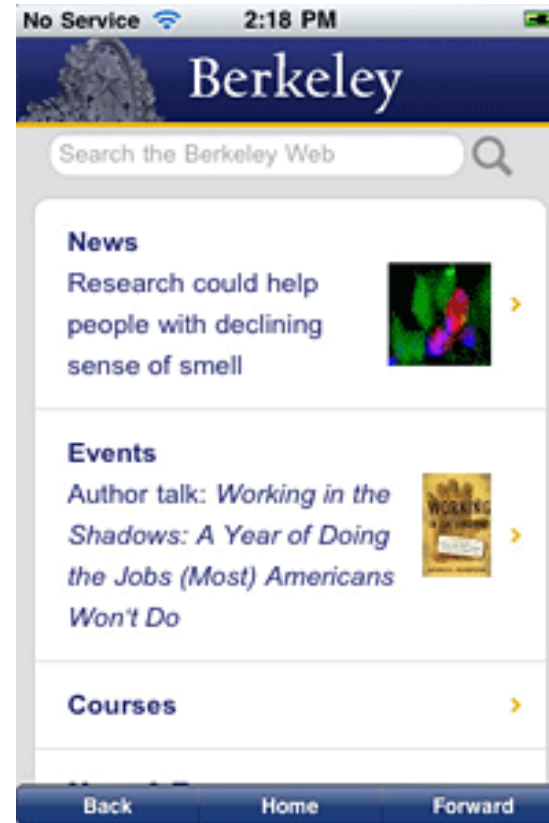 No Service 2:18 PM
Berkeley
Search the Berkeley Web
News
Research could help
people with declining
sense of smell
Events
Author talk: Working in the
Shadows: A Year of Doing
the Jobs (Most) Americans
Won't Do
WORKING
Courses
Back Home Forward